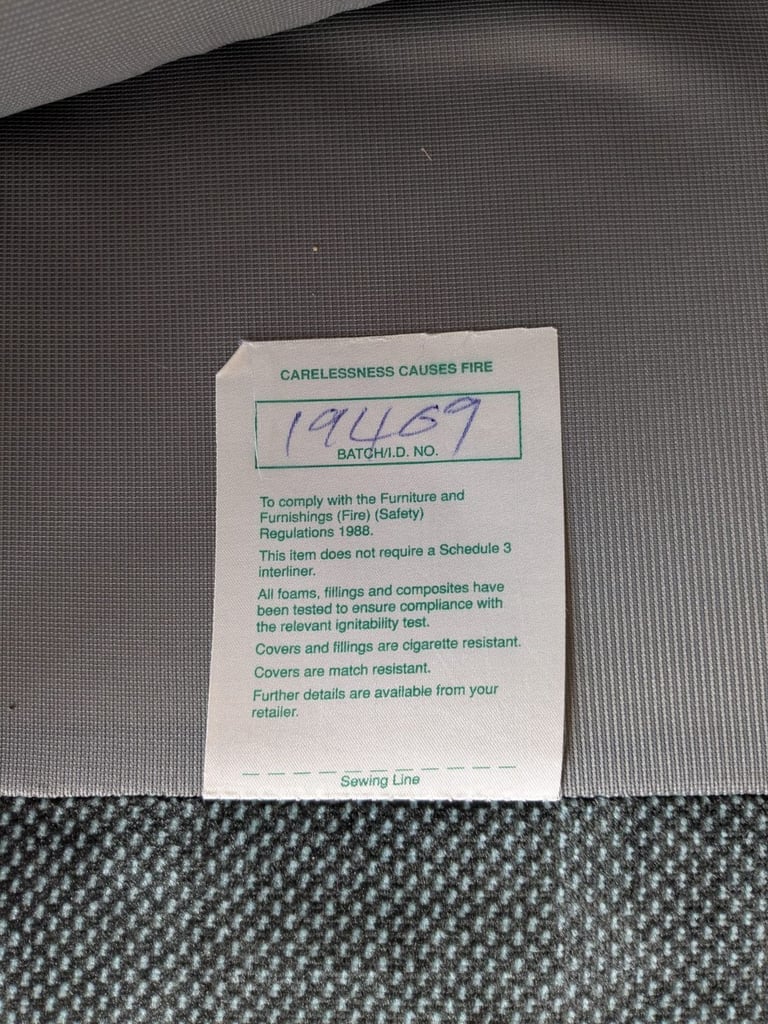 CARELESSNESS CAUSES FIRE
19469
BATCH/I.D. NO.
To comply with the Furniture and
Furnishings (Fire) (Safety)
Regulations 1988.
This item does not require a Schedule 3
interliner.
All foams, fillings and composites have
been tested to ensure compliance with
the relevant ignitability test.
Covers and fillings are cigarette resistant.
Covers are match resistant.
Further details are available from your
retailer.
Sewing Line